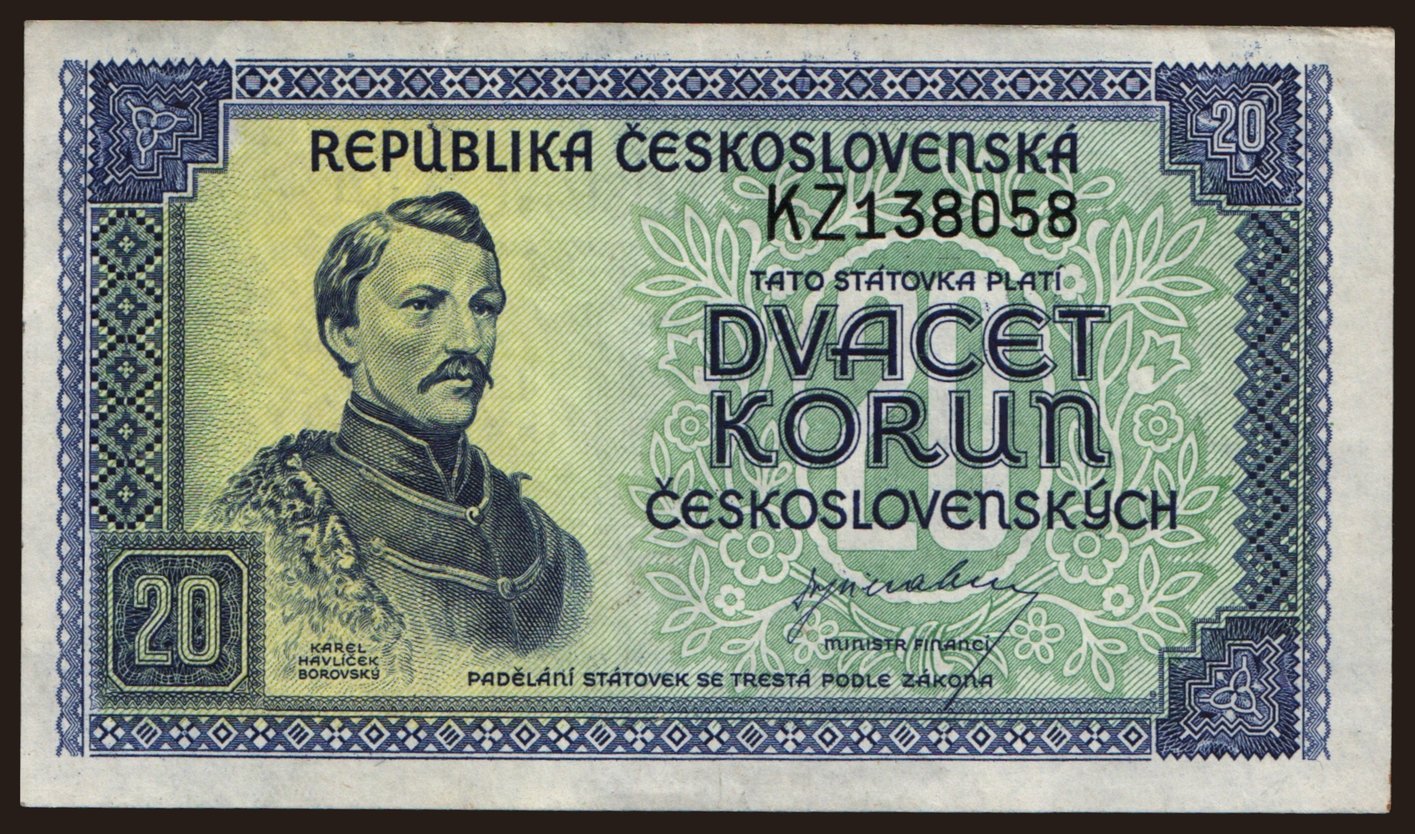 20
REPUBLIKA ČESKOSLOVENSKÁ
KZ138058
TATO STÁTOVKA PLATÍ
DVACET
KORUN
20
ČESKOSLOVENSKÝCH
MINISTR FINANCÍ
20
KAREL
HAVLÍČEK
BOROVSKÝ
PADĚLÁNÍ STÁTOVEK SE TRESTÁ PODLE ZÁKONA